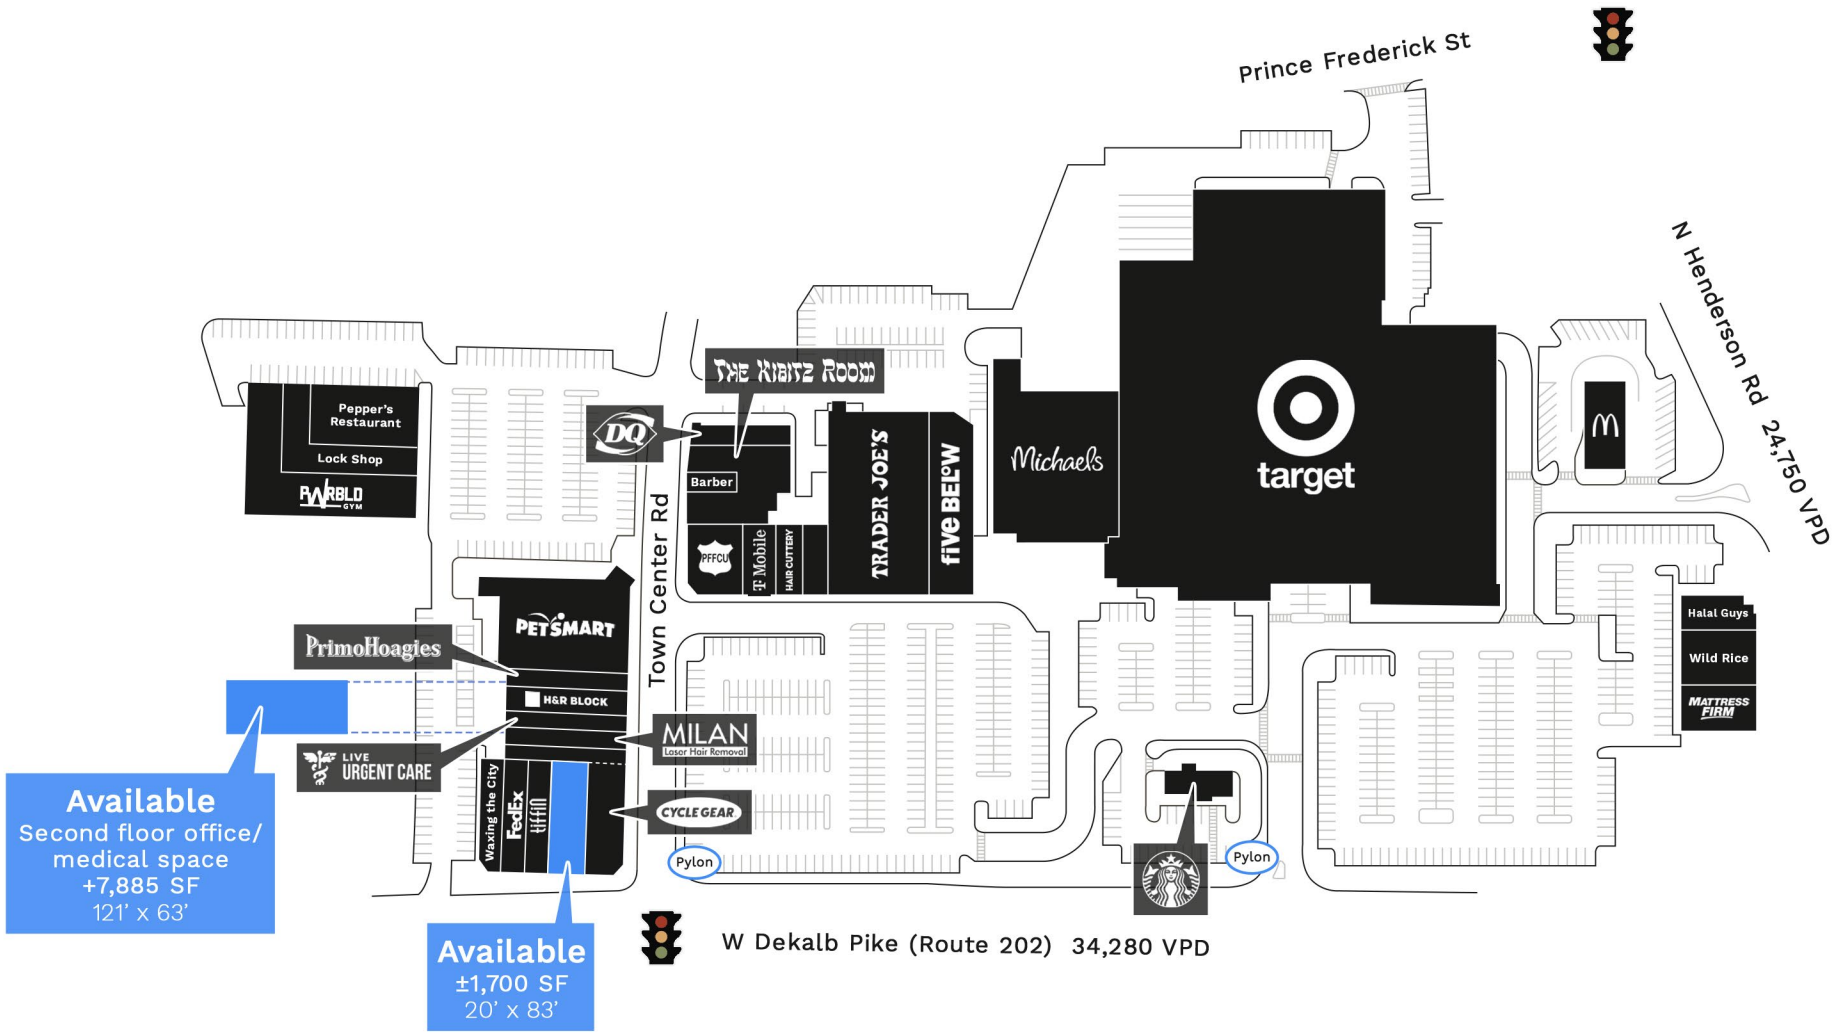 Prince Frederick St
N Henderson Rd 24,750 VPD
THE KIBITZ ROOM
DQ
Pepper's
Restaurant
Lock Shop
PWRBLD
GYM
Barber
PFFCU
T Mobile
HAIR CUTTERY
TRADER JOE'S
five BEL°W
Michaels
target
Town Center Rd
PETSMART
PrimoHoagies
H&R BLOCK
MILAN
Laser Hair Removal
LIVE
URGENT CARE
Waxing the City
FedEx
tiffin
CYCLE GEAR
Halal Guys
Wild Rice
MATTRESS
FIRM
Pylon
Pylon
Available
Second floor office/
medical space
+7,885 SF
121' x 63'
Available
±1,700 SF
20' x 83'
W Dekalb Pike (Route 202) 34,280 VPD